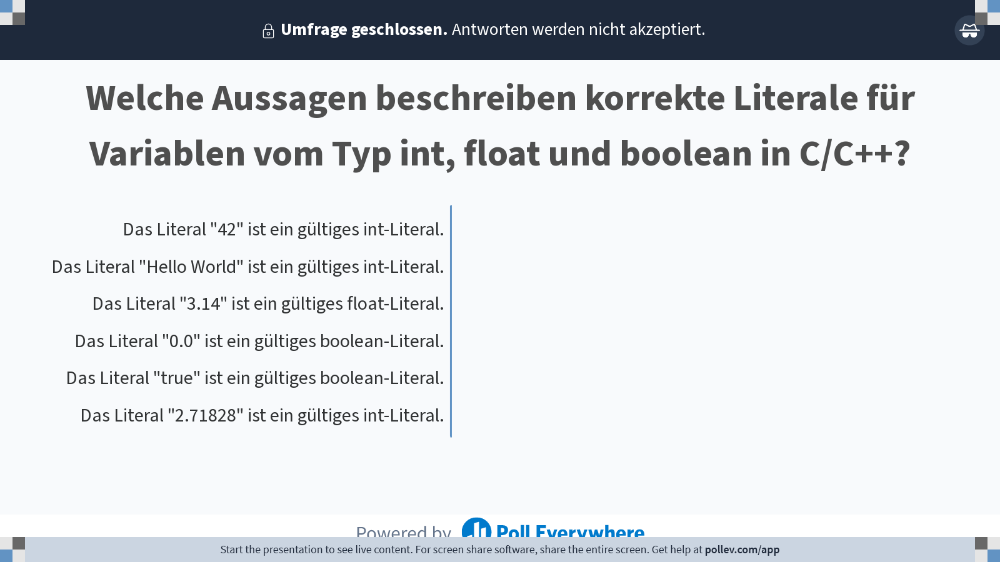 Umfrage geschlossen. Antworten werden nicht akzeptiert.
Welche Aussagen beschreiben korrekte Literale für
Variablen vom Typ int, float und boolean in C/C++?
Das Literal "42" ist ein gültiges int-Literal.
Das Literal "Hello World" ist ein gültiges int-Literal.
Das Literal "3.14" ist ein gültiges float-Literal.
Das Literal "0.0" ist ein gültiges boolean-Literal.
Das Literal "true" ist ein gültiges boolean-Literal.
Das Literal "2.71828" ist ein gültiges int-Literal.
Powered by Poll Everywhere
Start the presentation to see live content. For screen share software, share the entire screen. Get help at pollev.com/app